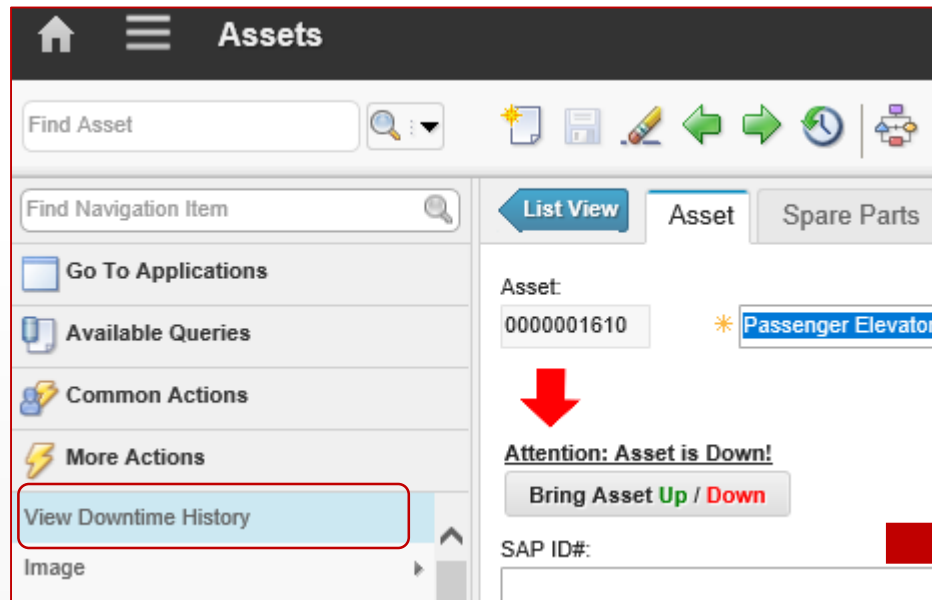 Assets
Find Asset
Find Navigation Item
List View
Asset
Spare Parts
Go To Applications
Asset:
0000001610
Passenger Elevator
Available Queries
Common Actions
More Actions
Attention: Asset is Down!
Bring Asset Up / Down
View Downtime History
SAP ID#:
Image